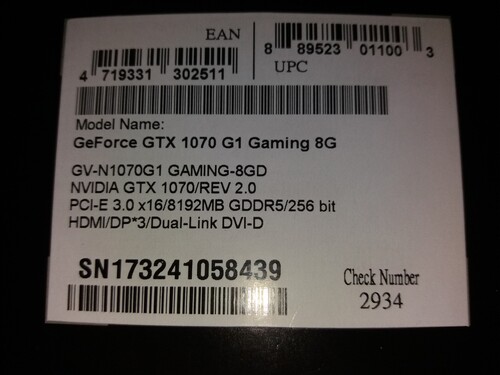 EAN
4 719331 302511
8 89523 01100 3
UPC
Model Name:
GeForce GTX 1070 G1 Gaming 8G
GV-N1070G1 GAMING-8GD
NVIDIA GTX 1070/REV 2.0
PCI-E 3.0 x16/8192MB GDDR5/256 bit
HDMI/DP*3/Dual-Link DVI-D
SN173241058439
Check Number
2934